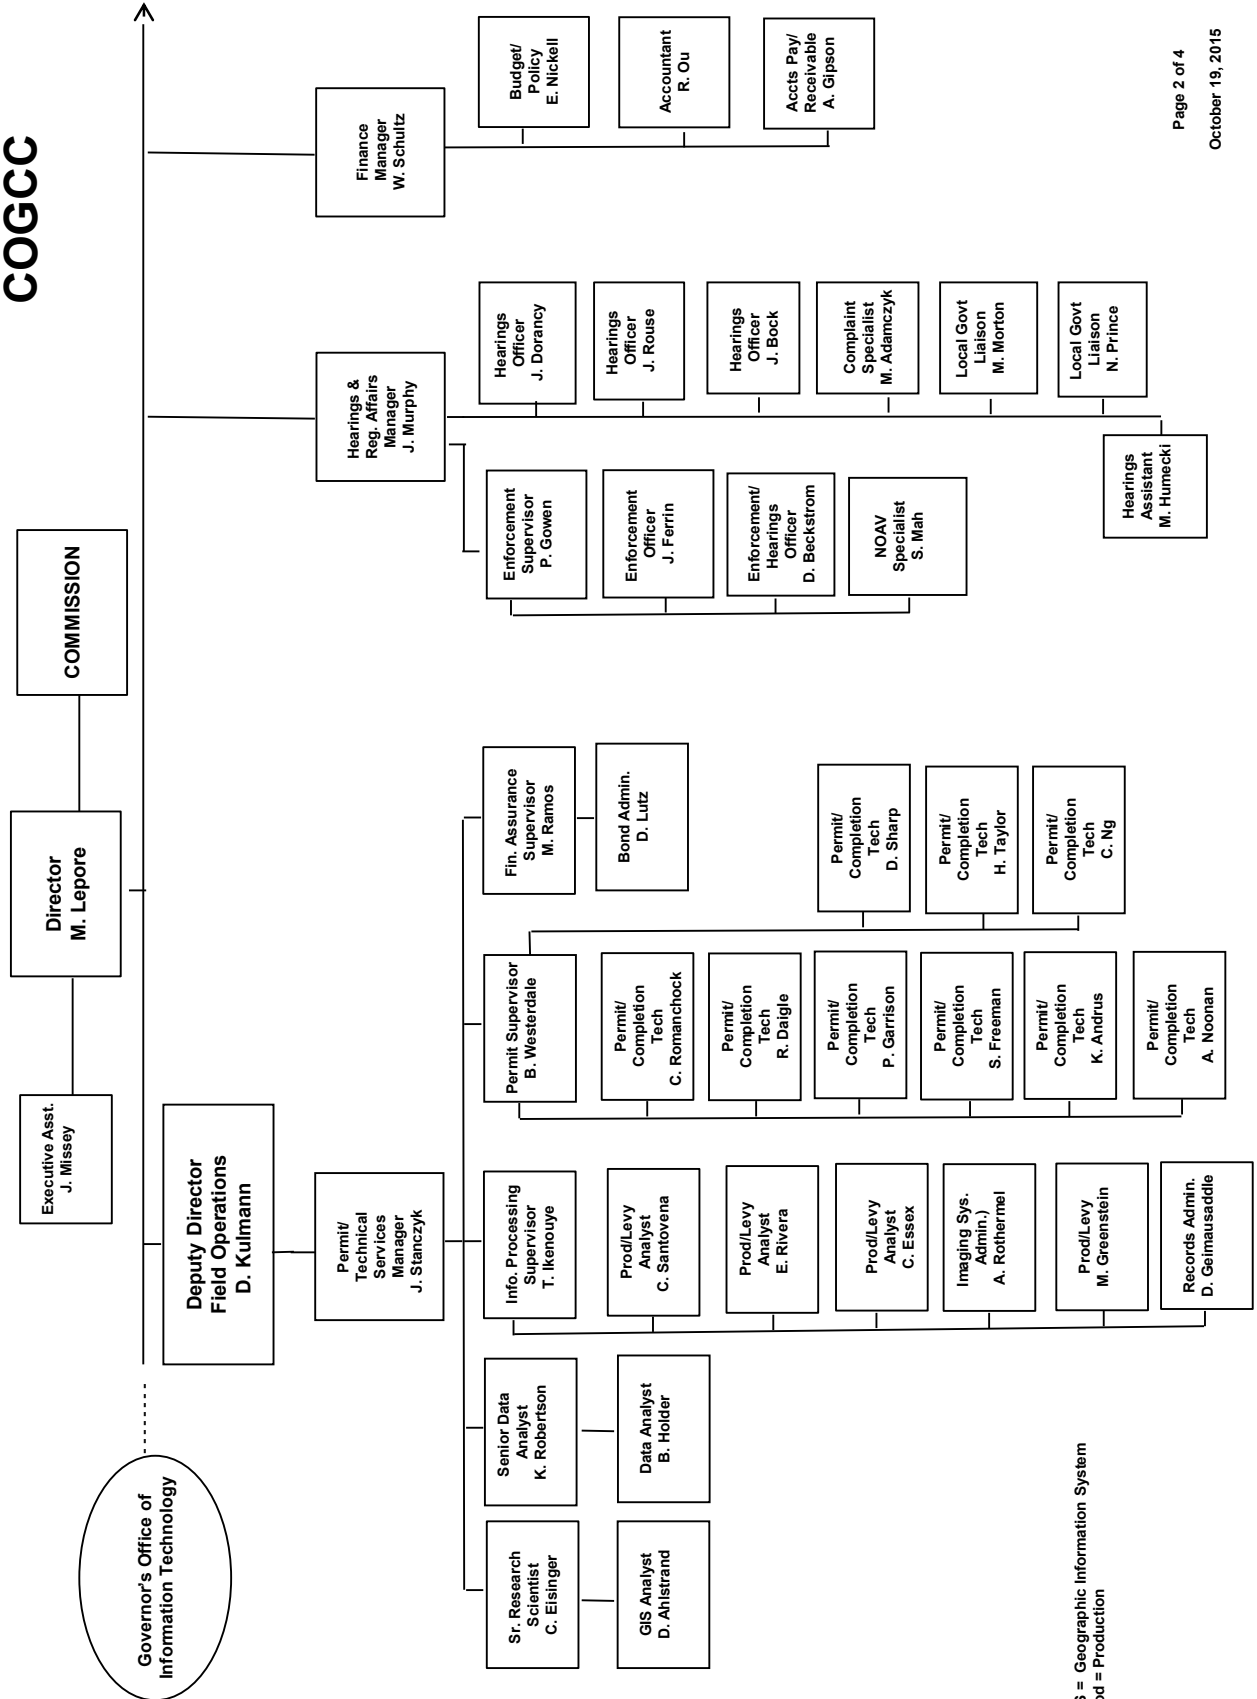 COGCC
COMMISSION
Director
M. Lepore
Executive Asst.
J. Missey
Governor's Office of
Information Technology
Deputy Director
Field Operations
D. Kulmann
Permit/
Technical
Services
Manager
J. Stanczyk
Hearings &
Reg. Affairs
Manager
J. Murphy
Finance
Manager
W. Schultz
Sr. Research
Scientist
C. Eisinger
GIS Analyst
D. Ahlstrand
Senior Data
Analyst
K. Robertson
Data Analyst
B. Holder
Info. Processing
Supervisor
T. Ikenouye
Prod/Levy
Analyst
C. Santovena
Prod/Levy
Analyst
E. Rivera
Prod/Levy
Analyst
C. Essex
Imaging Sys.
Admin.)
A. Rothermel
Prod/Levy
M. Greenstein
Records Admin.
D. Geimausaddle
Permit Supervisor
B. Westerdale
Permit/
Completion
Tech
C. Romanchock
Permit/
Completion
Tech
R. Daigle
Permit/
Completion
Tech
P. Garrison
Permit/
Completion
Tech
S. Freeman
Permit/
Completion
Tech
K. Andrus
Permit/
Completion
Tech
A. Noonan
Permit/
Completion
Tech
D. Sharp
Permit/
Completion
Tech
H. Taylor
Permit/
Completion
Tech
C. Ng
Fin. Assurance
Supervisor
M. Ramos
Bond Admin.
D. Lutz
Enforcement
Supervisor
P. Gowen
Enforcement
Officer
J. Ferrin
Enforcement/
Hearings
Officer
D. Beckstrom
NOAV
Specialist
S. Mah
Hearings
Officer
J. Dorancy
Hearings
Officer
J. Rouse
Hearings
Officer
J. Bock
Complaint
Specialist
M. Adamczyk
Local Govt
Liaison
M. Morton
Local Govt
Liaison
N. Prince
Hearings
Assistant
M. Humecki
Budget/
Policy
E. Nickell
Accountant
R. Ou
Accts Pay/
Receivable
A. Gipson
= Geographic Information System
= Production
Page 2 of 4
October 19, 2015